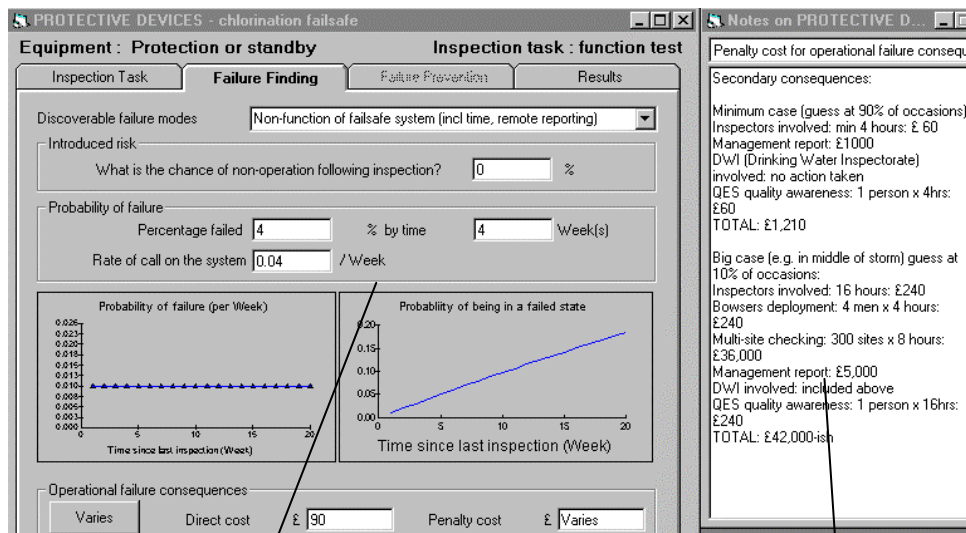 PROTECTIVE DEVICES - chlorination failsafe
Equipment : Protection or standby
Inspection task : function test
Inspection Task
Failure Finding
Failure Prevention
Results
Discoverable failure modes
Non-function of failsafe system (incl time, remote reporting)
Introduced risk
What is the chance of non-operation following inspection? 0 %
Probability of failure
Percentage failed 4 % by time 4 Week(s)
Rate of call on the system 0.04 / Week
Probability of failure (per Week)
0.026
0.023
0.020
0.018
0.015
0.013
0.010
0.008
0.005
0.003
0.000
0 5 10 15 20
Time since last inspection (Week)
Probability of being in a failed state
0.20
0.15
0.10
0.05
0.00
0 5 10 15 20
Time since last inspection (Week)
Operational failure consequences
Varies
Direct cost £ 90
Penalty cost £ Varies
Notes on PROTECTIVE D...
Penalty cost for operational failure consequ
Secondary consequences:
Minimum case (guess at 90% of occasions)
Inspectors involved: min 4 hours: £ 60
Management report: £1000
DWI (Drinking Water Inspectorate)
involved: no action taken
QES quality awareness: 1 person x 4hrs:
£60
TOTAL: £1,210
Big case (e.g. in middle of storm) guess at
10% of occasions:
Inspectors involved: 16 hours: £240
Bowsers deployment: 4 men x 4 hours:
£240
Multi-site checking: 300 sites x 8 hours:
£36,000
Management report: £5,000
DWI involved: included above
QES quality awareness: 1 person x 16hrs:
£240
TOTAL: £42,000-ish